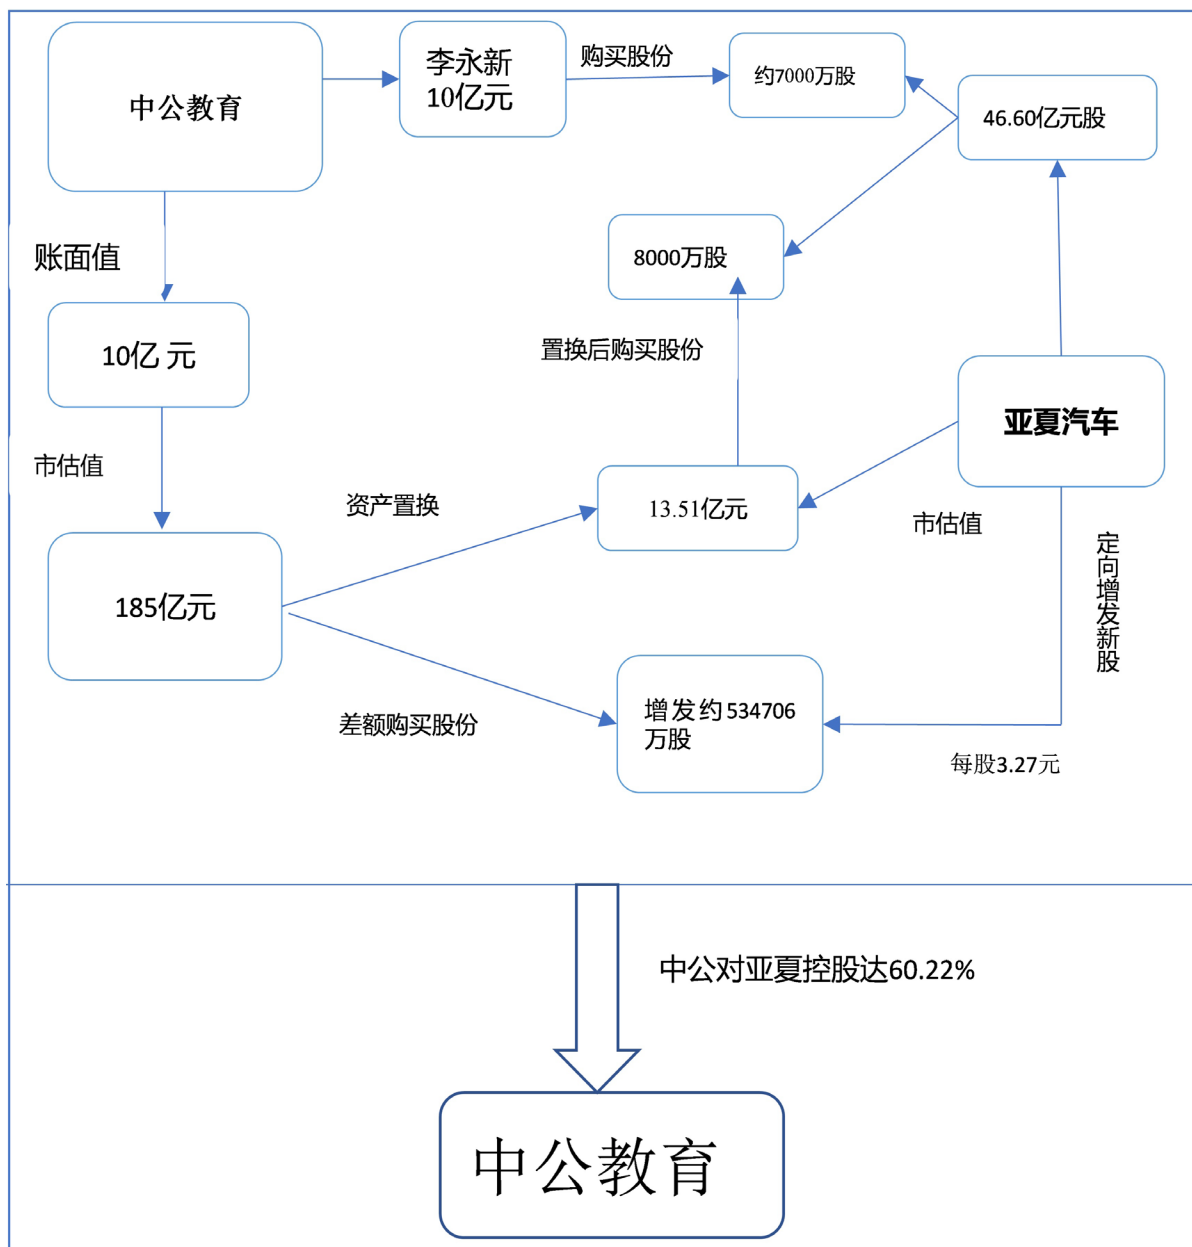 中公教育
李永新
10亿元
购买股份
约7000万股
46.60亿元股
账面值
8000万股
置换后购买股份
10亿 元
亚夏汽车
市估值
资产置换
13.51亿元
市估值
定向增发新股
185亿元
差额购买股份
增发约534706
万股
每股3.27元
中公对亚夏控股达60.22%
中公教育